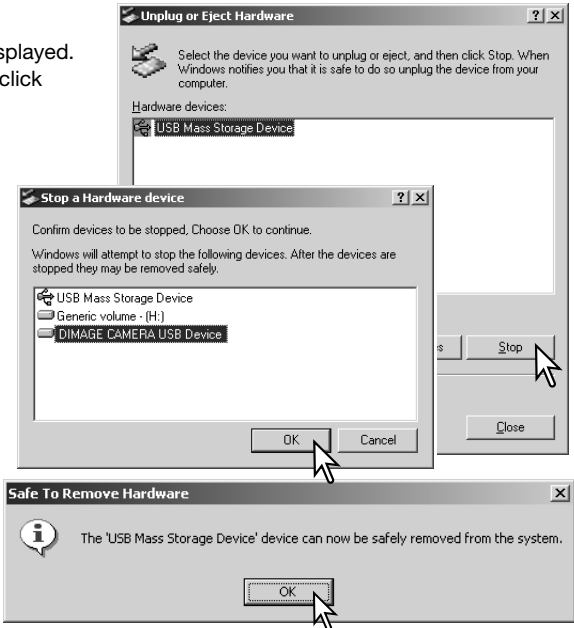 splayed.
click
Unplug or Eject Hardware
Select the device you want to unplug or eject, and then click Stop. When
Windows notifies you that it is safe to do so unplug the device from your
computer.
Hardware devices:
USB Mass Storage Device
Stop
Close
Stop a Hardware device
Confirm devices to be stopped, Choose OK to continue.
Windows will attempt to stop the following devices. After the devices are
stopped they may be removed safely.
USB Mass Storage Device
Generic volume - (H:)
DIMAGE CAMERA USB Device
OK Cancel
Safe To Remove Hardware
The 'USB Mass Storage Device' device can now be safely removed from the system.
OK